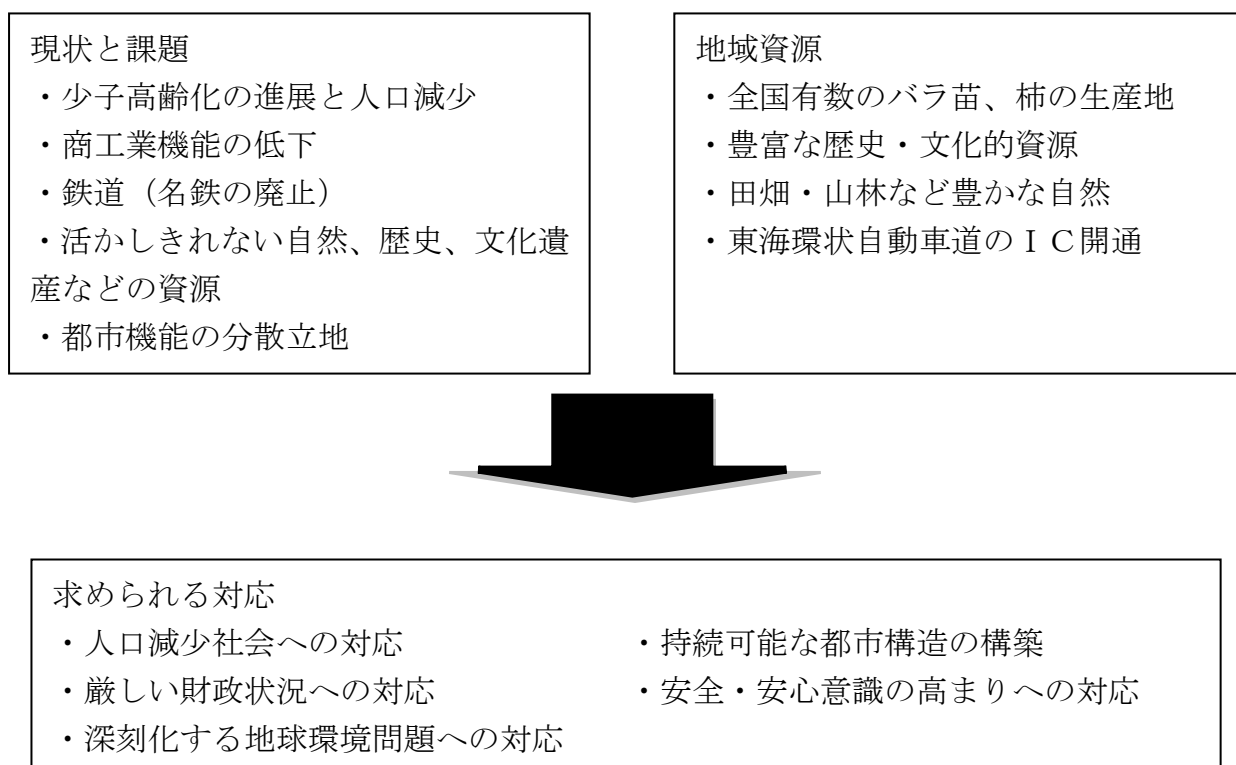 現状と課題
・少子高齢化の進展と人口減少
・商工業機能の低下
・鉄道（名鉄の廃止）
・活かしきれない自然、歴史、文化遺
産などの資源
・都市機能の分散立地
地域資源
・全国有数のバラ苗、柿の生産地
・豊富な歴史・文化的資源
・田畑・山林など豊かな自然
・東海環状自動車道のＩＣ開通
求められる対応
・人口減少社会への対応
・厳しい財政状況への対応
・深刻化する地球環境問題への対応
・持続可能な都市構造の構築
・安全・安心意識の高まりへの対応